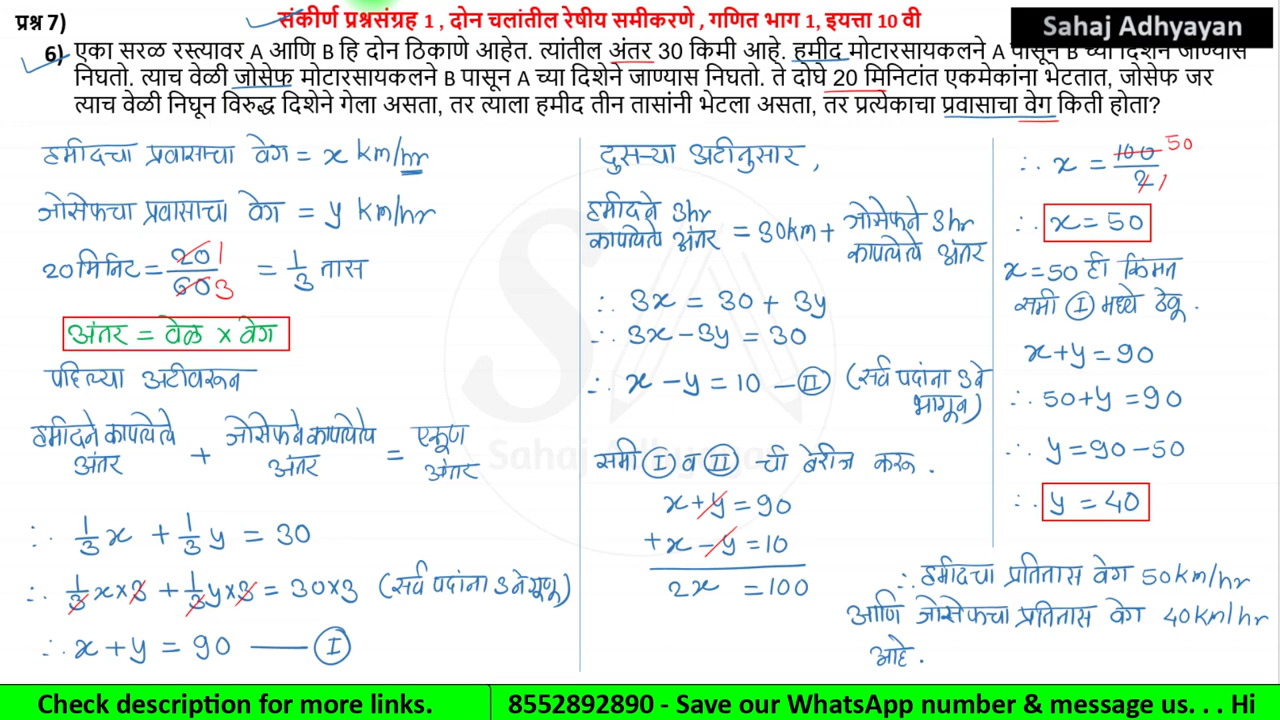 प्रश्न 7)
संकीर्ण प्रश्नसंग्रह 1 , दोन चलांतील रेषीय समीकरणे , गणित भाग 1, इयत्ता 10 वी
Sahaj Adhyayan
6) एका सरळ रस्त्यावर A आणि B हि दोन ठिकाणे आहेत. त्यांतील अंतर 30 किमी आहे. हमीद मोटारसायकलने A पासून B च्या दिशेने जाण्यास
निघतो. त्याच वेळी जोसेफ मोटारसायकलने B पासून A च्या दिशेने जाण्यास निघतो. ते दोघे 20 मिनिटांत एकमेकांना भेटतात, जोसेफ जर
त्याच वेळी निघून विरुद्ध दिशेने गेला असता, तर त्याला हमीद तीन तासांनी भेटला असता, तर प्रत्येकाचा प्रवासाचा वेग किती होता?
हमीदचा प्रवासाचा वेग = x km/hr
जोसेफचा प्रवासाचा वेग = y km/hr
20 मिनिट = 20 1 / 60 3 = 1/3 तास
अंतर = वेळ x वेग
पहिल्या अटीवरून
हमीदने कापलेले अंतर + जोसेफने कापलेले अंतर = एकूण अंतर
∴ 1/3 x + 1/3 y = 30
∴ 1/3 x × 3 + 1/3 y × 3 = 30 × 3 (सर्व पदांना 3 ने गुणू)
∴ x + y = 90 — I
दुसऱ्या अटीनुसार ,
हमीदने 3hr कापलेले अंतर = 30km + जोसेफने 3hr कापलेले अंतर
∴ 3x = 30 + 3y
∴ 3x - 3y = 30
∴ x - y = 10 — II (सर्व पदांना 3 ने भागून)
समी I व II ची बेरीज करू .
x + y = 90
+ x - y = 10
2x = 100
∴ x = 100 50 / 2 1
∴ x = 50
x = 50 ही किंमत
समी I मध्ये ठेवू .
x + y = 90
∴ 50 + y = 90
∴ y = 90 - 50
∴ y = 40
∴ हमीदचा प्रतितास वेग 50 km/hr
आणि जोसेफचा प्रतितास वेग 40 km/hr
आहे .
SA
Sahaj Adhyayan
Check description for more links.
8552892890 - Save our WhatsApp number & message us. . . Hi